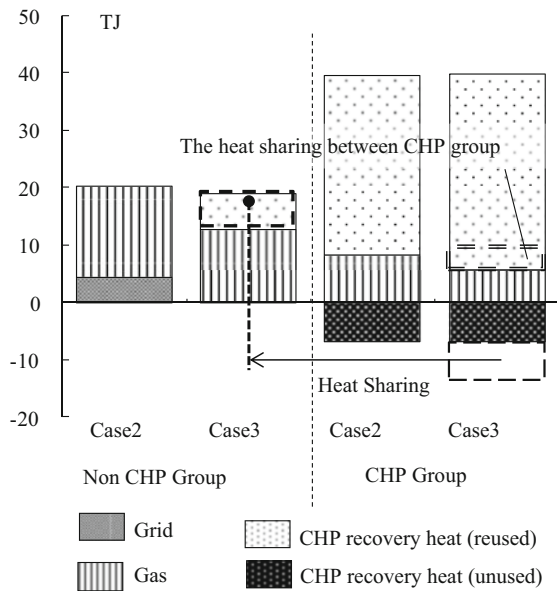 50
TJ
40
30
The heat sharing between CHP group
20
10
0
-10
Heat Sharing
-20
Case2
Case3
Case2
Case3
Non CHP Group
CHP Group
Grid
CHP recovery heat (reused)
Gas
CHP recovery heat (unused)